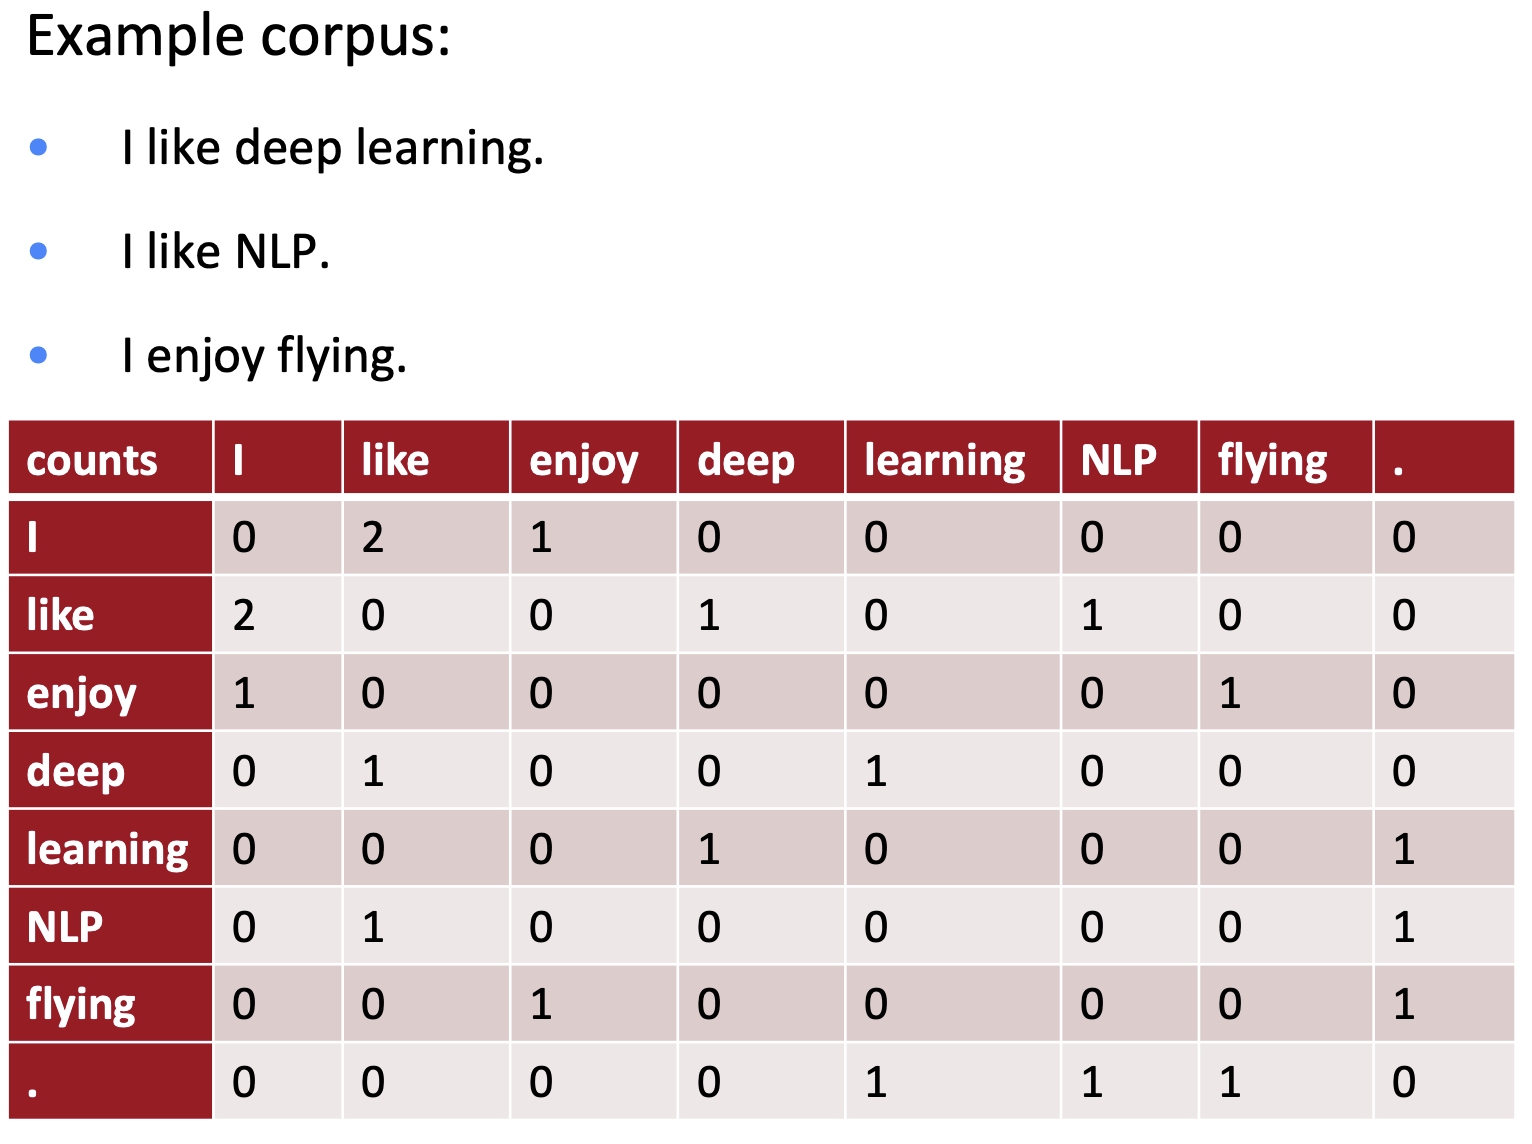 Example corpus:
• I like deep learning.
• I like NLP.
• I enjoy flying.
counts I like enjoy deep learning NLP flying .
I 0 2 1 0 0 0 0 0
like 2 0 0 1 0 1 0 0
enjoy 1 0 0 0 0 0 1 0
deep 0 1 0 0 1 0 0 0
learning 0 0 0 1 0 0 0 1
NLP 0 1 0 0 0 0 0 1
flying 0 0 1 0 0 0 0 1
. 0 0 0 0 1 1 1 0